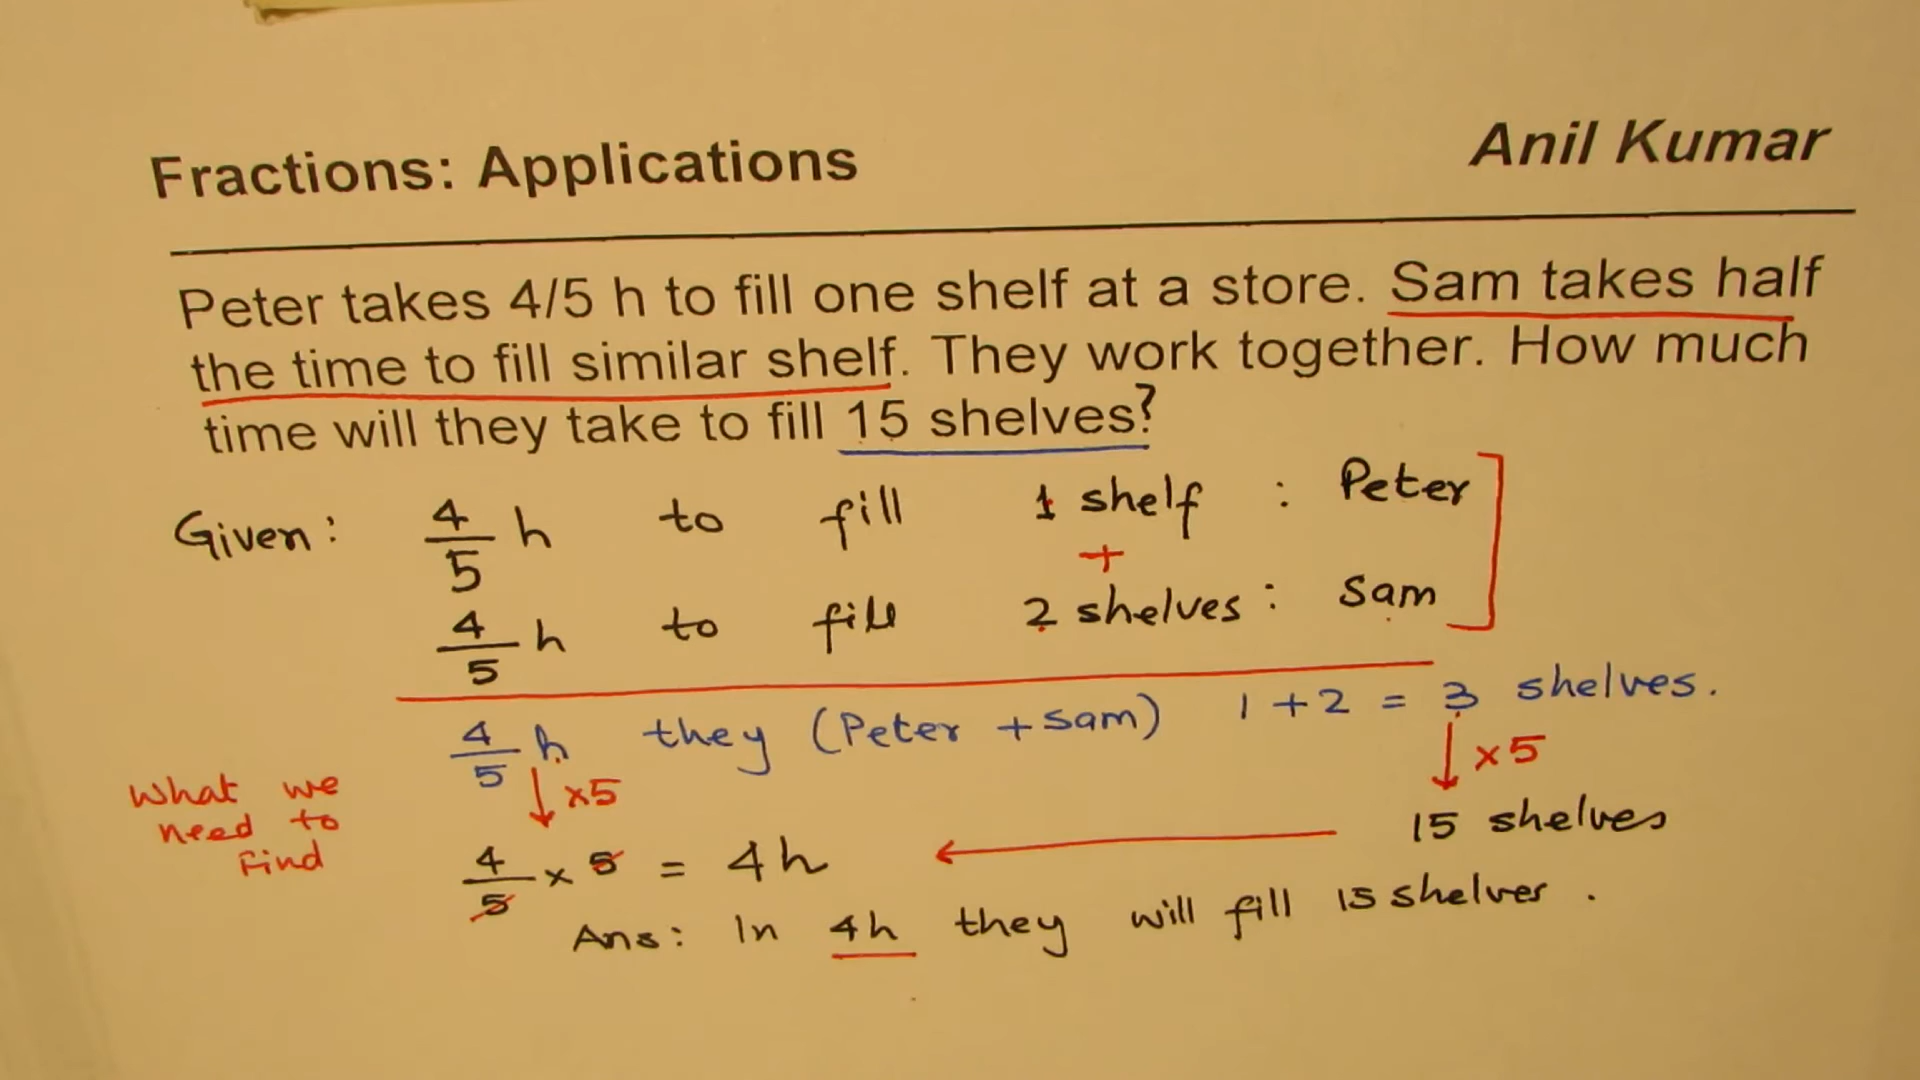 Fractions: Applications
Anil Kumar
Peter takes 4/5 h to fill one shelf at a store. Sam takes half
the time to fill similar shelf. They work together. How much
time will they take to fill 15 shelves?
Given: 4/5 h to fill 1 shelf : Peter
+
4/5 h to fill 2 shelves : Sam
4/5 h they (Peter + Sam) 1 + 2 = 3 shelves.
×5 ×5
What we
need to
Find
15 shelves
4/5 × 5 = 4h
Ans: In 4h they will fill 15 shelves .